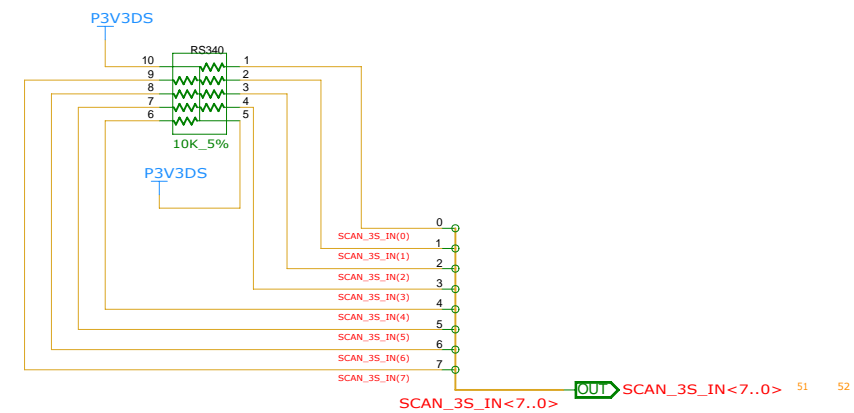 P3V3DS
RS340
10 1
9 2
8 3
7 4
6 5
10K_5%
P3V3DS
0
SCAN_3S_IN(0)
1
SCAN_3S_IN(1)
2
SCAN_3S_IN(2)
3
SCAN_3S_IN(3)
4
SCAN_3S_IN(4)
5
SCAN_3S_IN(5)
6
SCAN_3S_IN(6)
7
SCAN_3S_IN(7)
OUT SCAN_3S_IN<7..0> 51 52
SCAN_3S_IN<7..0>